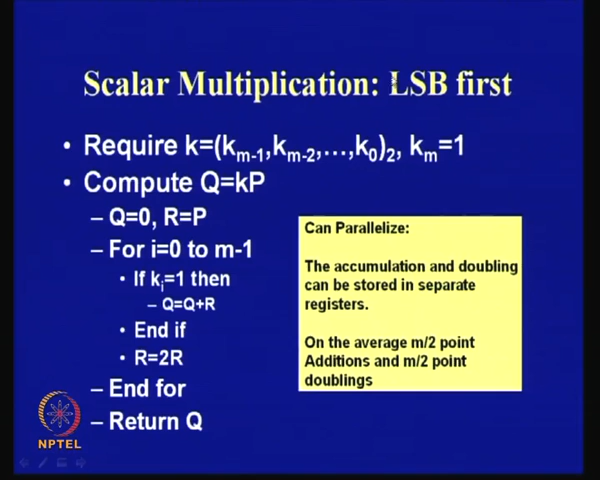 Scalar Multiplication: LSB first
• Require k=(kₘ₋₁,kₘ₋₂,…,k₀)₂, kₘ=1
• Compute Q=kP
– Q=0, R=P
– For i=0 to m-1
• If kᵢ=1 then
– Q=Q+R
• End if
• R=2R
– End for
– Return Q
Can Parallelize:
The accumulation and doubling
can be stored in separate
registers.
On the average m/2 point
Additions and m/2 point
doublings
NPTEL